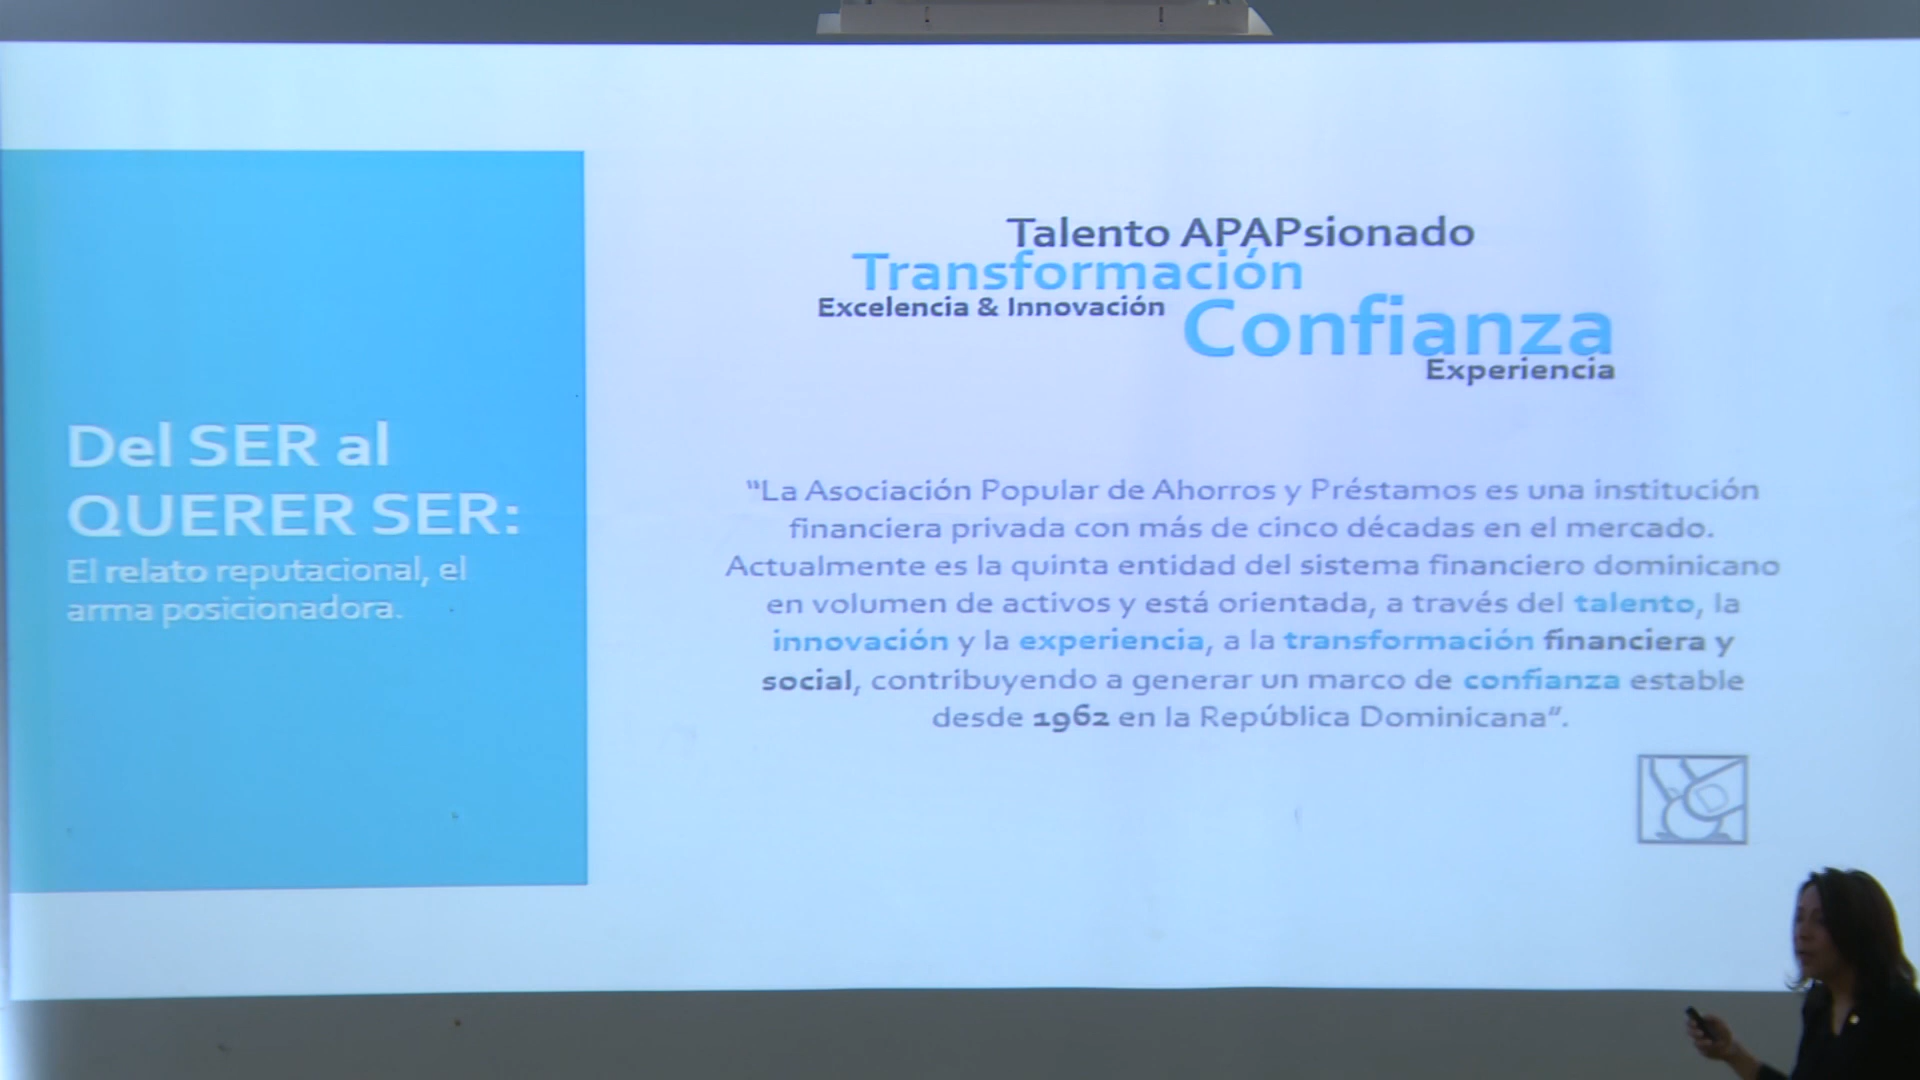 Del SER al
QUERER SER:
El relato reputacional, el
arma posicionadora.
Talento APAPsionado
Transformación
Excelencia & Innovación
Confianza
Experiencia
“La Asociación Popular de Ahorros y Préstamos es una institución
financiera privada con más de cinco décadas en el mercado.
Actualmente es la quinta entidad del sistema financiero dominicano
en volumen de activos y está orientada, a través del talento, la
innovación y la experiencia, a la transformación financiera y
social, contribuyendo a generar un marco de confianza estable
desde 1962 en la República Dominicana”.